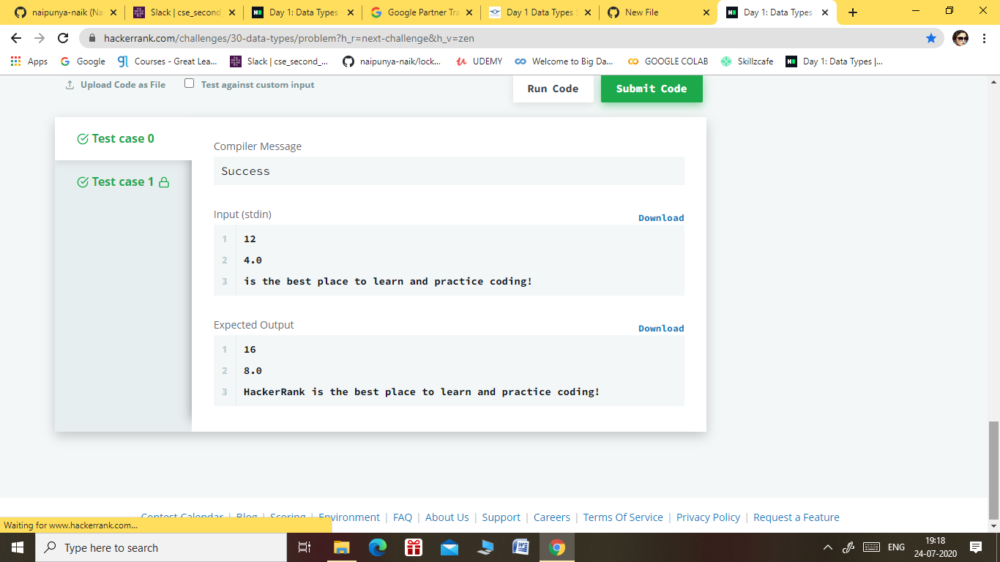 naipunya-naik (Na
Slack | cse_second_
Day 1: Data Types
Google Partner Tra
Day 1 Data Types S
New File
Day 1: Data Types
hackerrank.com/challenges/30-data-types/problem?h_r=next-challenge&h_v=zen
Apps
Google
Courses - Great Lea...
Slack | cse_second_...
naipunya-naik/lock...
UDEMY
Welcome to Big Da...
GOOGLE COLAB
Skillzcafe
Day 1: Data Types |...
Upload Code as File
Test against custom input
Run Code
Submit Code
Test case 0
Test case 1
Compiler Message
Success
Input (stdin)
Download
1 12
2 4.0
3 is the best place to learn and practice coding!
Expected Output
Download
1 16
2 8.0
3 HackerRank is the best place to learn and practice coding!
Contest Calendar | Blog | Scoring | Environment | FAQ | About Us | Support | Careers | Terms Of Service | Privacy Policy | Request a Feature
Waiting for www.hackerrank.com...
Type here to search
ENG
19:18
24-07-2020